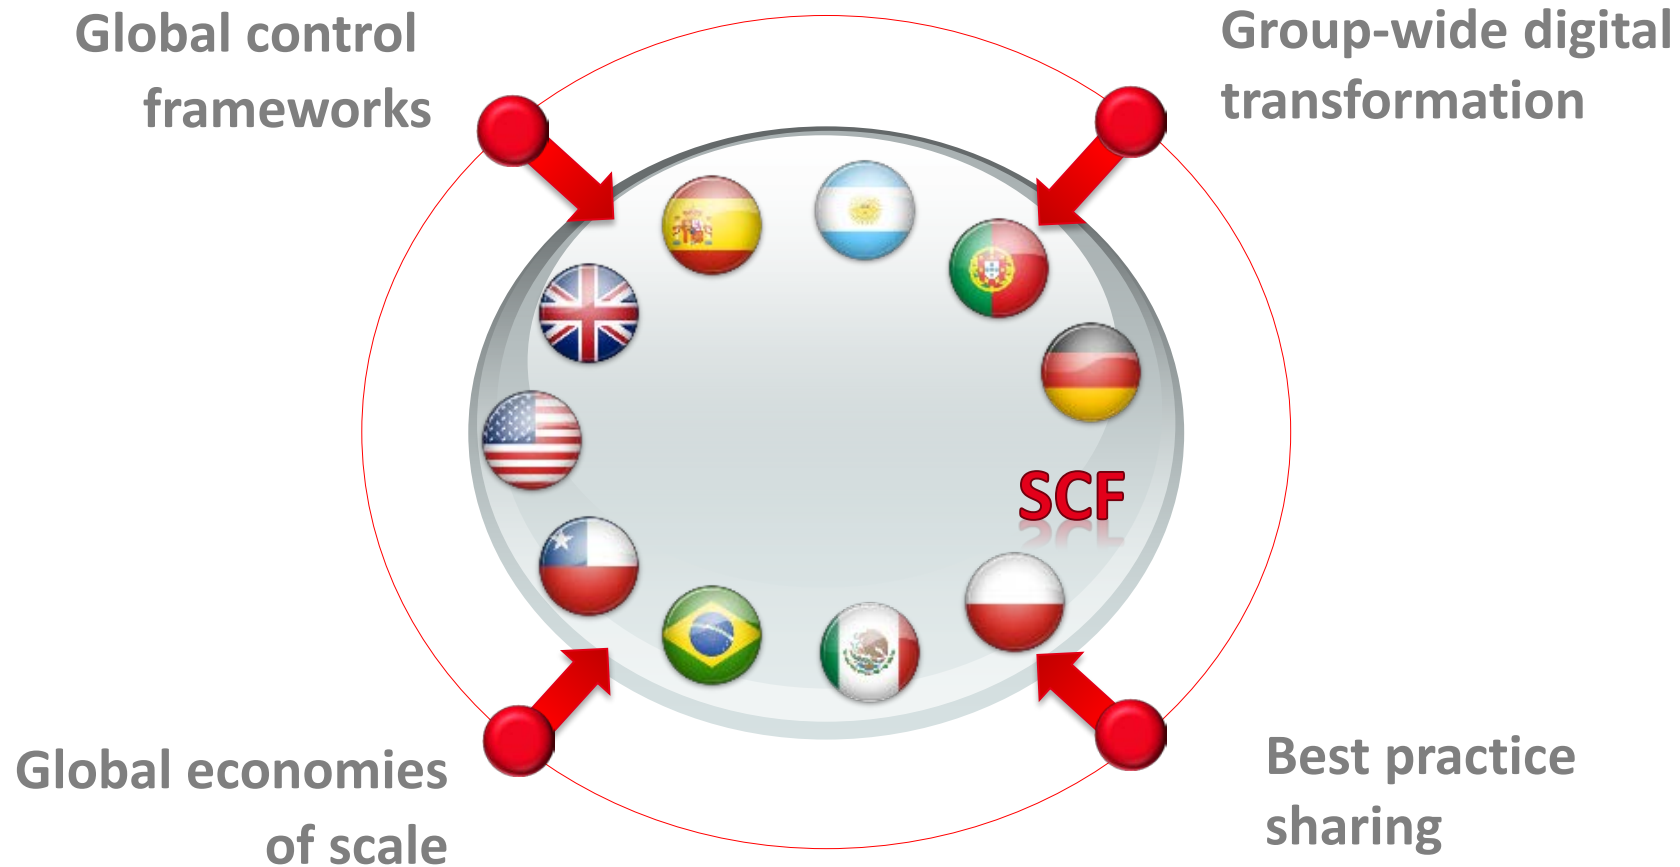 Global control
frameworks
Group-wide digital
transformation
SCF
Global economies
of scale
Best practice
sharing